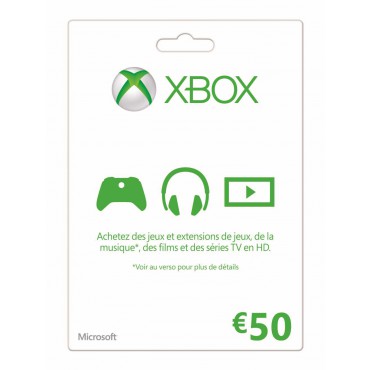 XBOX
Achetez des jeux et extensions de jeux, de la
musique*, des films et des séries TV en HD.
*Voir au verso pour plus de détails
€50
Microsoft